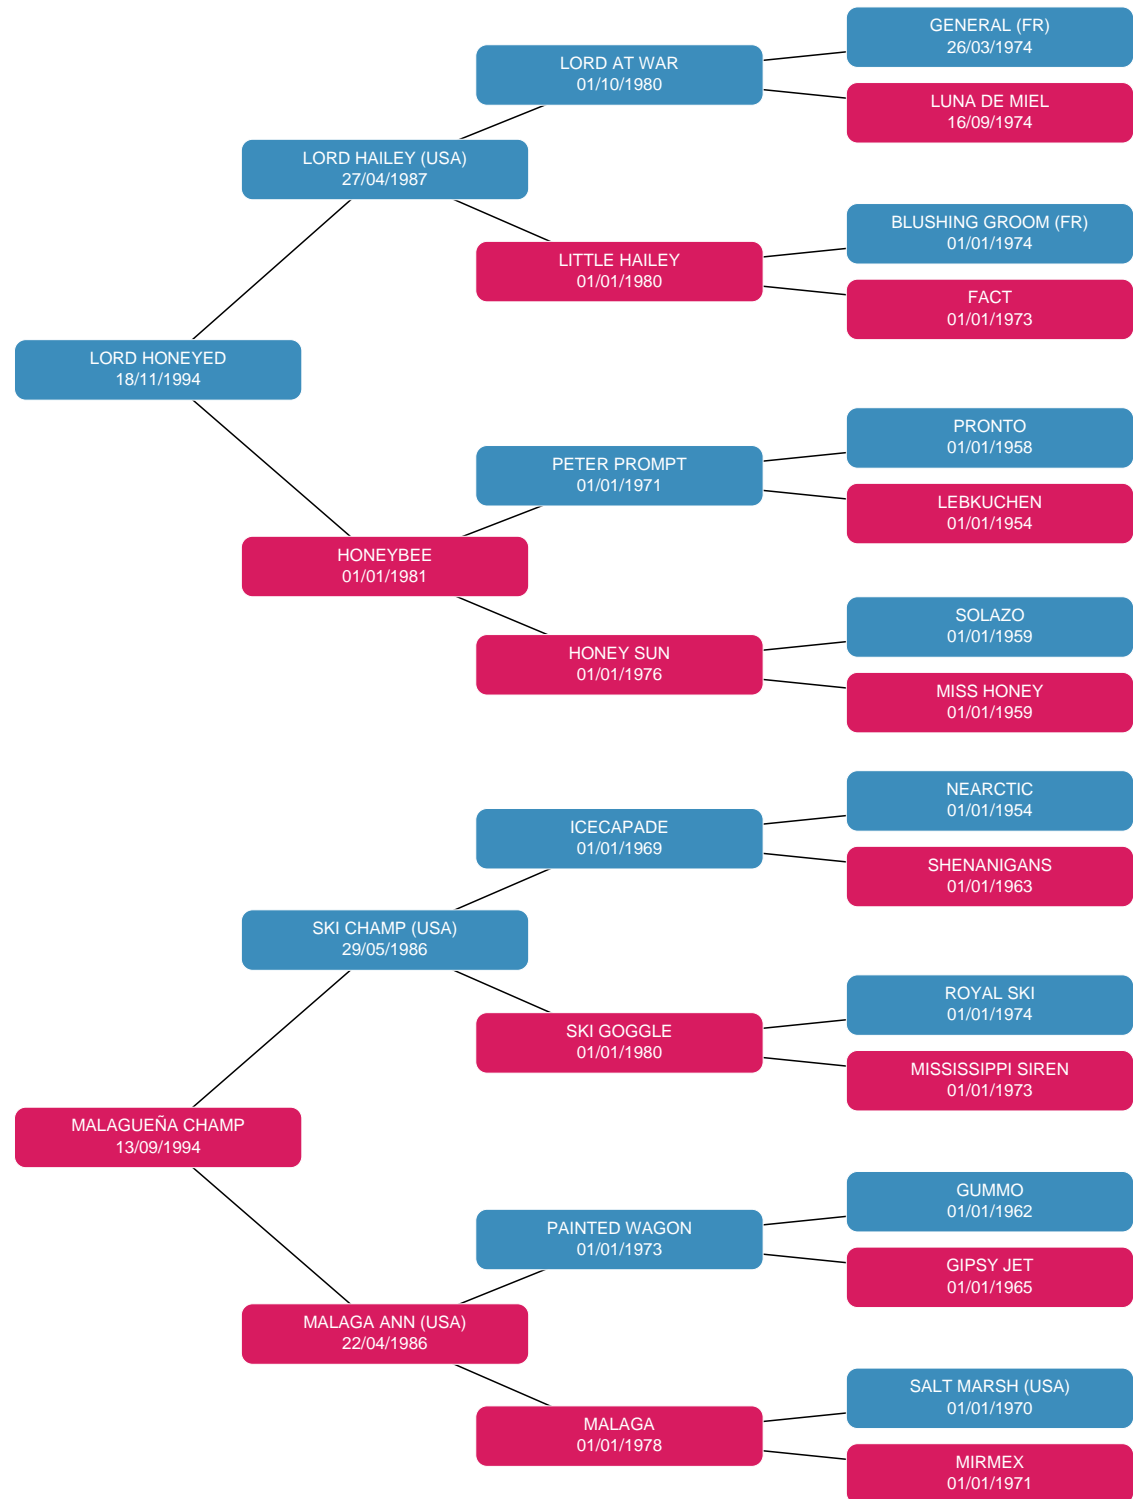 GENERAL (FR)
26/03/1974
LORD AT WAR
01/10/1980
LUNA DE MIEL
16/09/1974
LORD HAILEY (USA)
27/04/1987
BLUSHING GROOM (FR)
01/01/1974
LITTLE HAILEY
01/01/1980
FACT
01/01/1973
LORD HONEYED
18/11/1994
PRONTO
01/01/1958
PETER PROMPT
01/01/1971
LEBKUCHEN
01/01/1954
HONEYBEE
01/01/1981
SOLAZO
01/01/1959
HONEY SUN
01/01/1976
MISS HONEY
01/01/1959
NEARCTIC
01/01/1954
ICECAPADE
01/01/1969
SHENANIGANS
01/01/1963
SKI CHAMP (USA)
29/05/1986
ROYAL SKI
01/01/1974
SKI GOGGLE
01/01/1980
MISSISSIPPI SIREN
01/01/1973
MALAGUEÑA CHAMP
13/09/1994
GUMMO
01/01/1962
PAINTED WAGON
01/01/1973
GIPSY JET
01/01/1965
MALAGA ANN (USA)
22/04/1986
SALT MARSH (USA)
01/01/1970
MALAGA
01/01/1978
MIRMEX
01/01/1971